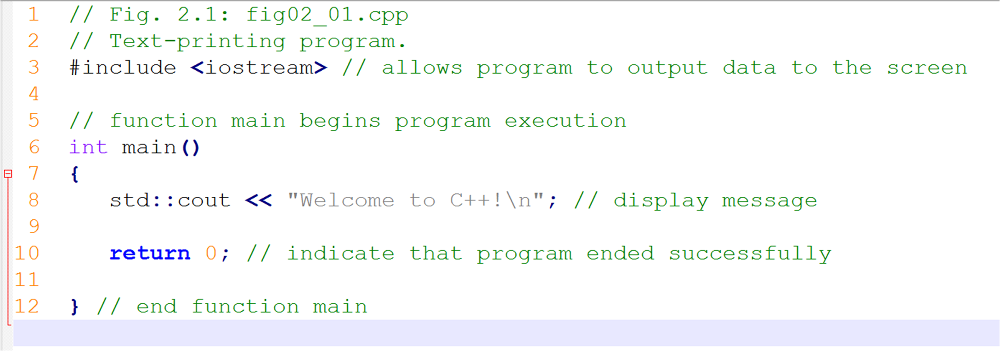 1 // Fig. 2.1: fig02_01.cpp
2 // Text-printing program.
3 #include <iostream> // allows program to output data to the screen
4
5 // function main begins program execution
6 int main()
7 {
8    std::cout << "Welcome to C++!\n"; // display message
9
10    return 0; // indicate that program ended successfully
11
12 } // end function main